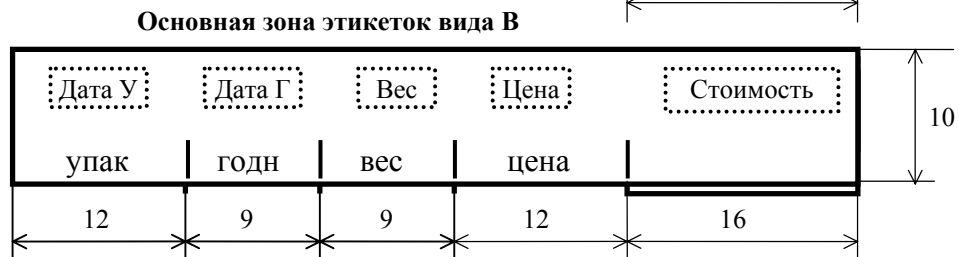 Основная зона этикеток вида В
Дата У Дата Г Вес Цена Стоимость
10
упак годн вес цена
12 9 9 12 16